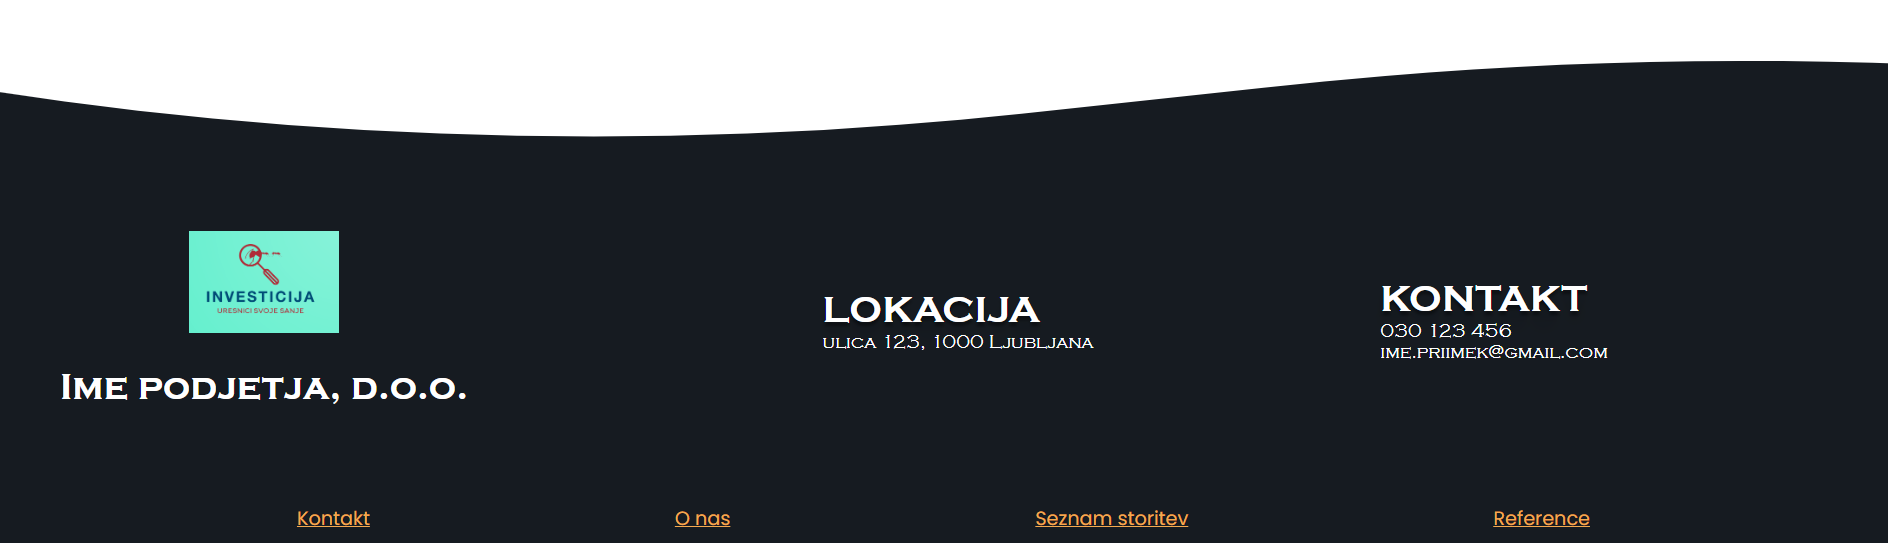 INVESTICIJA
URESNICI SVOJE SANJE
Ime podjetja, d.o.o.
LOKACIJA
ulica 123, 1000 Ljubljana
KONTAKT
030 123 456
ime.priimek@gmail.com
Kontakt
O nas
Seznam storitev
Reference